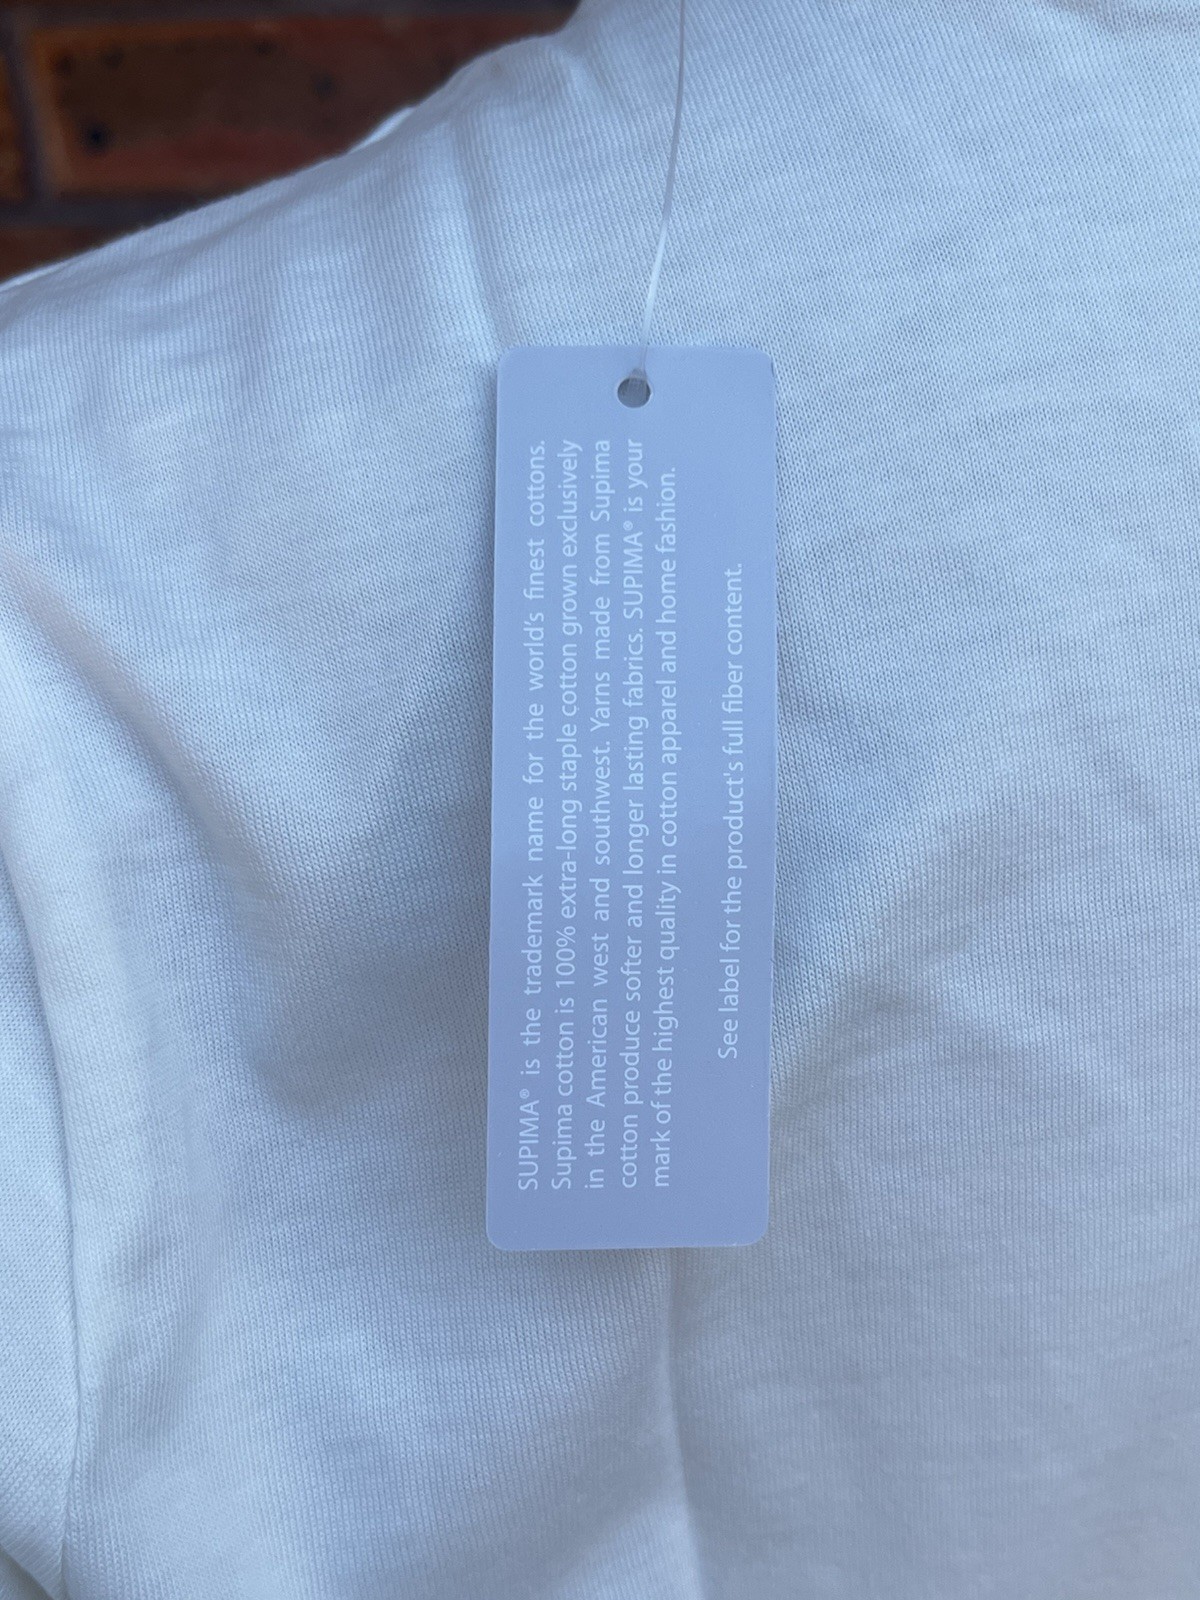 SUPIMA® is the trademark name for the world's finest cottons.
Supima cotton is 100% extra-long staple cotton grown exclusively
in the American west and southwest. Yarns made from Supima
cotton produce softer and longer lasting fabrics. SUPIMA® is your
mark of the highest quality in cotton apparel and home fashion.
See label for the product's full fiber content.